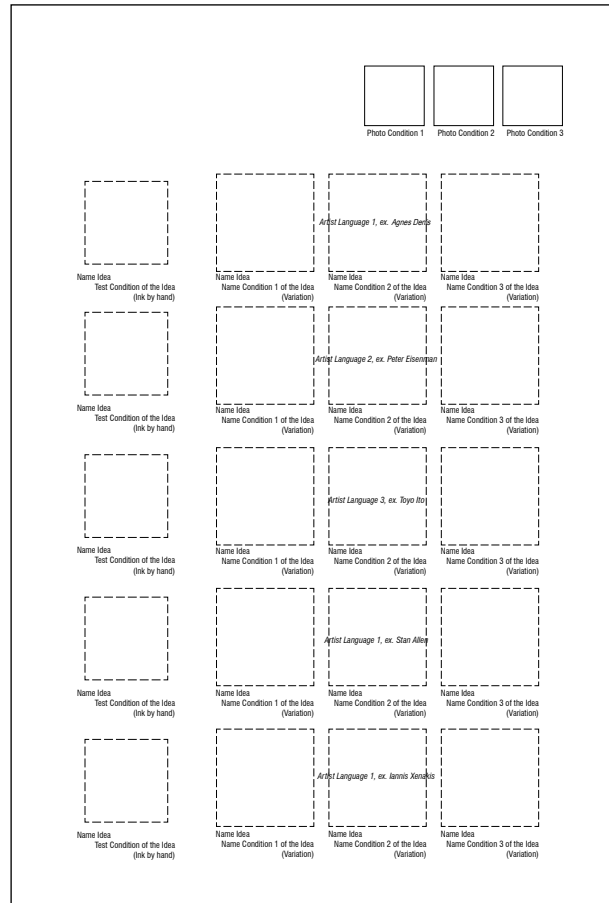 Photo Condition 1 Photo Condition 2 Photo Condition 3
Artist Language 1, ex. Agnes Denis
Name Idea
Test Condition of the Idea
(Ink by hand)
Name Idea
Name Condition 1 of the Idea
(Variation)
Name Idea
Name Condition 2 of the Idea
(Variation)
Name Idea
Name Condition 3 of the Idea
(Variation)
Artist Language 2, ex. Peter Eisenman
Name Idea
Test Condition of the Idea
(Ink by hand)
Name Idea
Name Condition 1 of the Idea
(Variation)
Name Idea
Name Condition 2 of the Idea
(Variation)
Name Idea
Name Condition 3 of the Idea
(Variation)
Artist Language 3, ex. Toyo Ito
Name Idea
Test Condition of the Idea
(Ink by hand)
Name Idea
Name Condition 1 of the Idea
(Variation)
Name Idea
Name Condition 2 of the Idea
(Variation)
Name Idea
Name Condition 3 of the Idea
(Variation)
Artist Language 1, ex. Stan Allen
Name Idea
Test Condition of the Idea
(Ink by hand)
Name Idea
Name Condition 1 of the Idea
(Variation)
Name Idea
Name Condition 2 of the Idea
(Variation)
Name Idea
Name Condition 3 of the Idea
(Variation)
Artist Language 1, ex. Iannis Xenakis
Name Idea
Test Condition of the Idea
(Ink by hand)
Name Idea
Name Condition 1 of the Idea
(Variation)
Name Idea
Name Condition 2 of the Idea
(Variation)
Name Idea
Name Condition 3 of the Idea
(Variation)